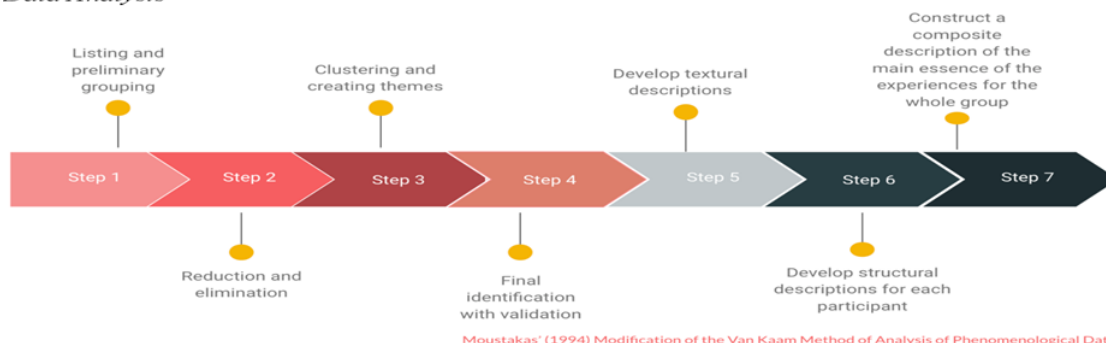 Data Analysis
Listing and
preliminary
grouping
Clustering and
creating themes
Develop textural
descriptions
Construct a
composite
description of the
main essence of the
experiences for the
whole group
Step 1
Step 2
Step 3
Step 4
Step 5
Step 6
Step 7
Reduction and
elimination
Final
identification
with validation
Develop structural
descriptions for each
participant
Moustakas' (1994) Modification of the Van Kaam Method of Analysis of Phenomenological Dat